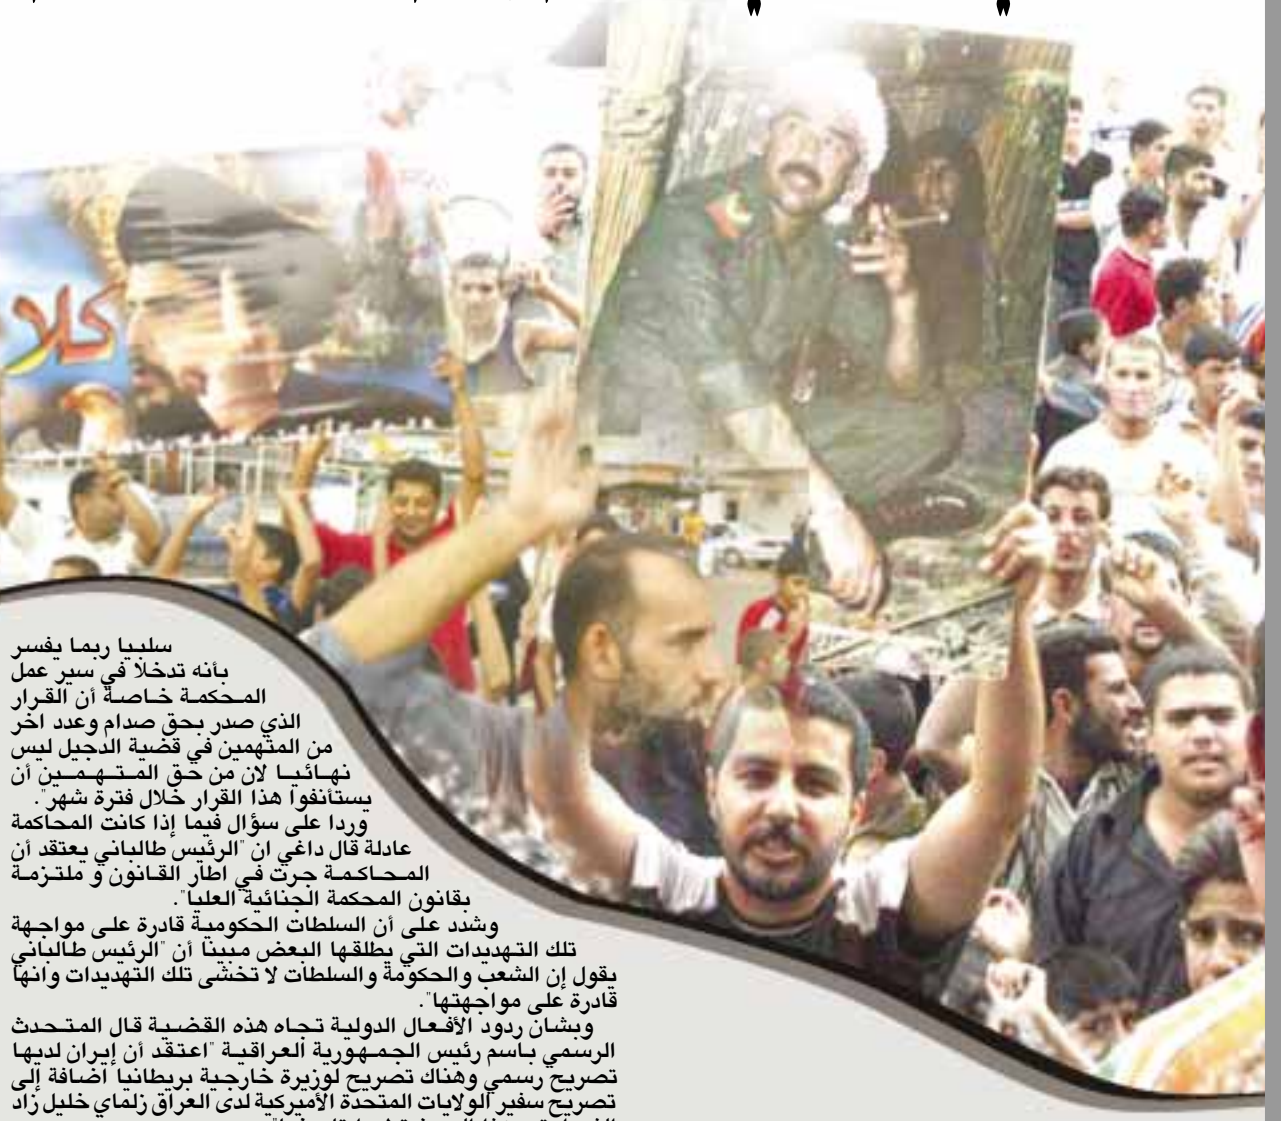 كلا
سلبيا ربما يفسر
بأنه تدخلا في سير عمل
المحكمة خاصة أن القرار
الذي صدر بحق صدام وعدد اخر
من المتهمين في قضية الدجيل ليس
نهائيا لان من حق المتهمين أن
يستأنفوا هذا القرار خلال فترة شهر".
وردا على سؤال فيما إذا كانت المحاكمة
عادلة قال داغي ان "الرئيس طالباني يعتقد أن
المحاكمة جرت في اطار القانون و ملتزمة
بقانون المحكمة الجنائية العليا".
وشدد على أن السلطات الحكومية قادرة على مواجهة
تلك التهديدات التي يطلقها البعض مبينا أن "الرئيس طالباني
يقول إن الشعب والحكومة والسلطات لا تخشى تلك التهديدات وانها
قادرة على مواجهتها".
وبشان ردود الأفعال الدولية تجاه هذه القضية قال المتحدث
الرسمي باسم رئيس الجمهورية العراقية "اعتقد أن إيران لديها
تصريح رسمي وهناك تصريح لوزيرة خارجية بريطانيا اضافة إلى
تصريح سفير الولايات المتحدة الأميركية لدى العراق زلماي خليل زاد